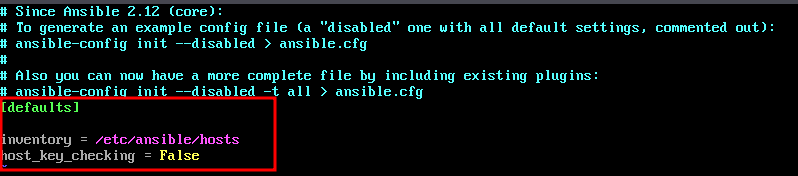 # Since Ansible 2.12 (core):
# To generate an example config file (a "disabled" one with all default settings, commented out):
# ansible-config init --disabled > ansible.cfg
#
# Also you can now have a more complete file by including existing plugins:
# ansible-config init --disabled -t all > ansible.cfg
[defaults]
inventory = /etc/ansible/hosts
host_key_checking = False
~